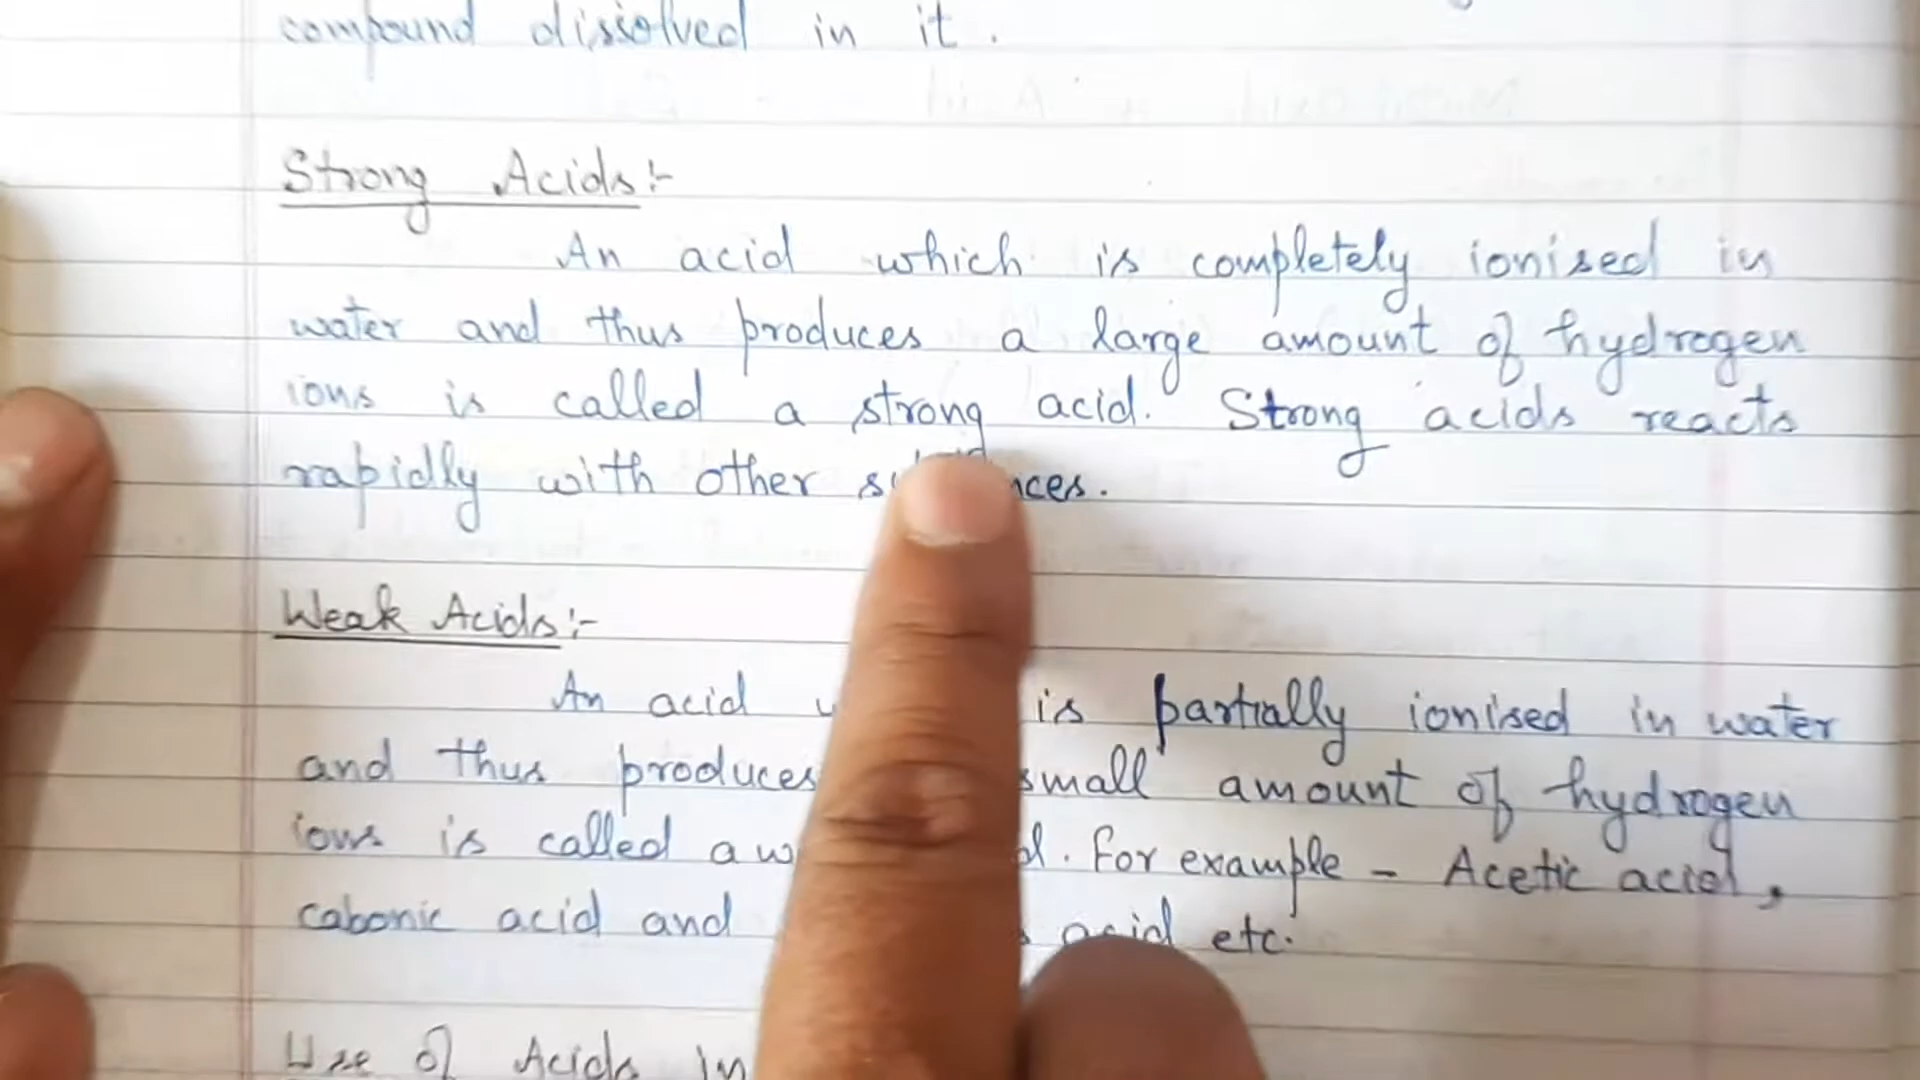 compound dissolved in it.
Strong Acids:-
An acid which is completely ionised in
water and thus produces a large amount of hydrogen
ions is called a strong acid. Strong acids reacts
rapidly with other
Weak Acids:-
An acid is partially ionised in water
and thus produces small amount of hydrogen
ions is called a For example - Acetic acid,
cabonic acid and acid etc.
Use of Acids in